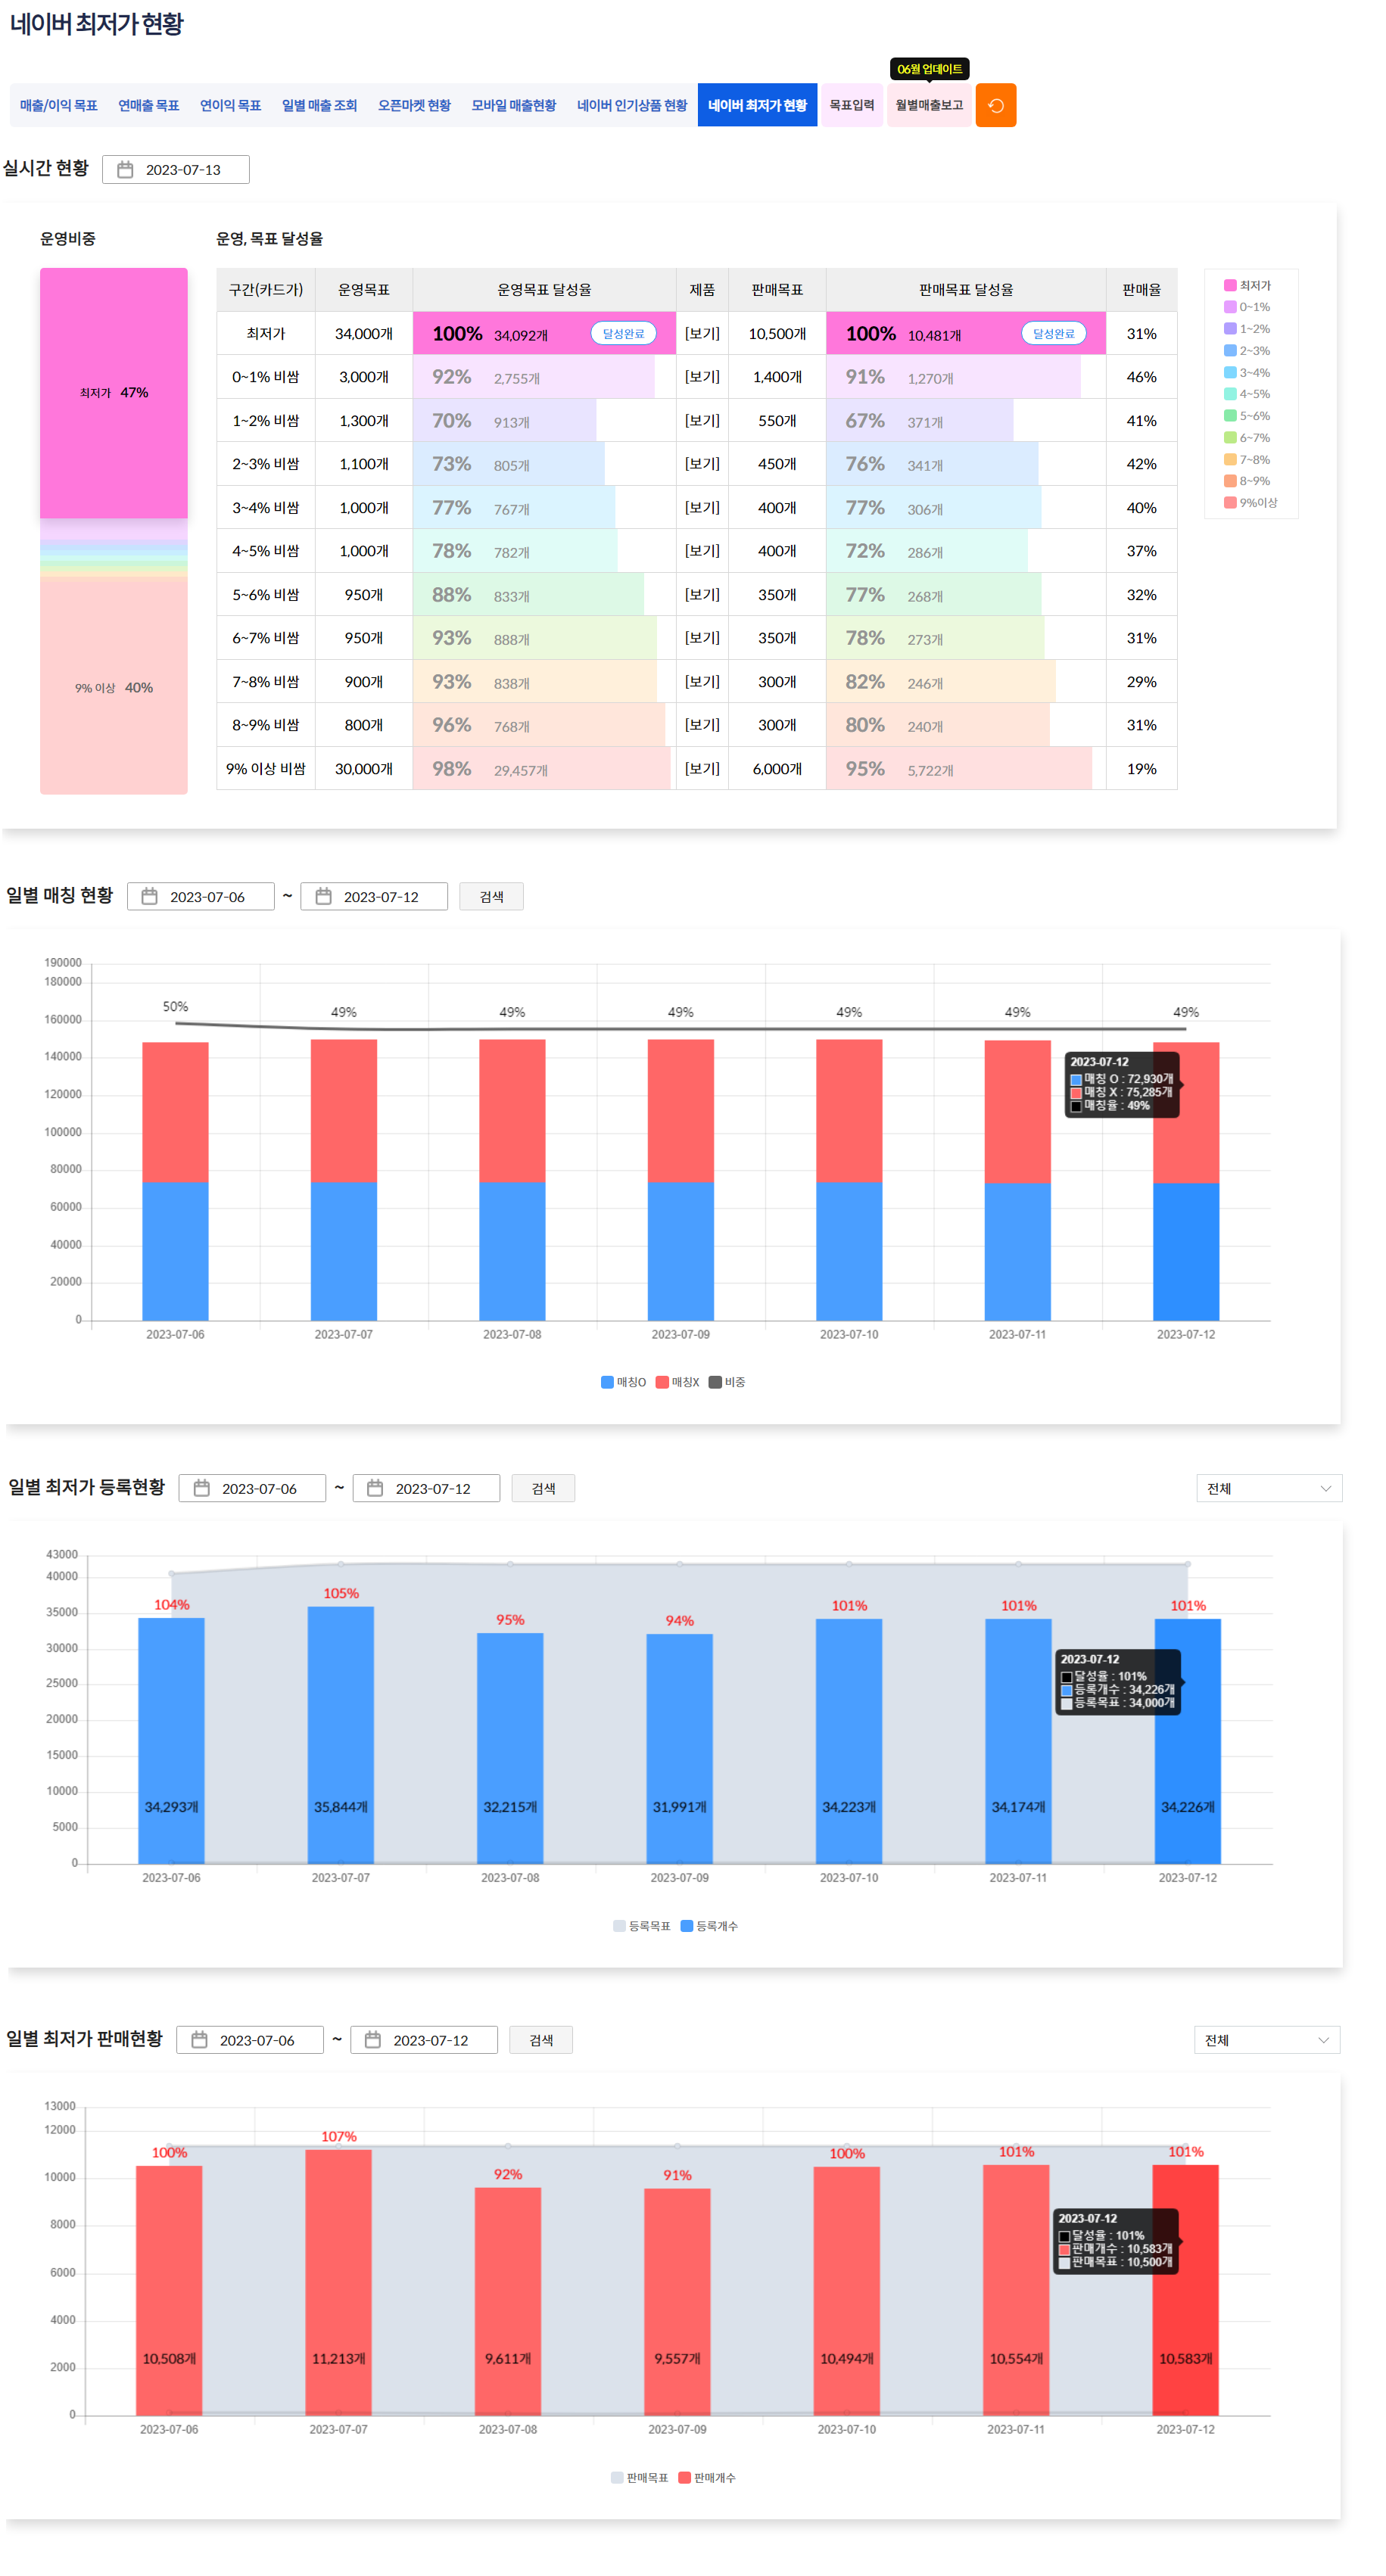 네이버 최저가 현황
06월 업데이트
매출/이익 목표 연매출 목표 연이익 목표 일별 매출 조회 오픈마켓 현황 모바일 매출현황 네이버 인기상품 현황 네이버 최저가 현황 목표입력 월별매출보고
실시간 현황 2023-07-13
운영비중 운영, 목표 달성율
최저가 47%
9% 이상 40%
구간(카드가) 운영목표 운영목표 달성율 제품 판매목표 판매목표 달성율 판매율
최저가 34,000개 100% 34,092개 달성완료 [보기] 10,500개 100% 10,481개 달성완료 31%
0~1% 비쌈 3,000개 92% 2,755개 [보기] 1,400개 91% 1,270개 46%
1~2% 비쌈 1,300개 70% 913개 [보기] 550개 67% 371개 41%
2~3% 비쌈 1,100개 73% 805개 [보기] 450개 76% 341개 42%
3~4% 비쌈 1,000개 77% 767개 [보기] 400개 77% 306개 40%
4~5% 비쌈 1,000개 78% 782개 [보기] 400개 72% 286개 37%
5~6% 비쌈 950개 88% 833개 [보기] 350개 77% 268개 32%
6~7% 비쌈 950개 93% 888개 [보기] 350개 78% 273개 31%
7~8% 비쌈 900개 93% 838개 [보기] 300개 82% 246개 29%
8~9% 비쌈 800개 96% 768개 [보기] 300개 80% 240개 31%
9% 이상 비쌈 30,000개 98% 29,457개 [보기] 6,000개 95% 5,722개 19%
최저가
0~1%
1~2%
2~3%
3~4%
4~5%
5~6%
6~7%
7~8%
8~9%
9%이상
일별 매칭 현황 2023-07-06 ~ 2023-07-12 검색
190000
180000
160000
140000
120000
100000
80000
60000
40000
20000
0
50% 49% 49% 49% 49% 49% 49%
2023-07-12
매칭 O : 72,930개
매칭 X : 75,285개
매칭율 : 49%
2023-07-06 2023-07-07 2023-07-08 2023-07-09 2023-07-10 2023-07-11 2023-07-12
매칭O 매칭X 비중
일별 최저가 등록현황 2023-07-06 ~ 2023-07-12 검색 전체
43000
40000
35000
30000
25000
20000
15000
10000
5000
0
104% 105% 95% 94% 101% 101% 101%
2023-07-12
달성율 : 101%
등록개수 : 34,226개
등록목표 : 34,000개
34,293개 35,844개 32,215개 31,991개 34,223개 34,174개 34,226개
2023-07-06 2023-07-07 2023-07-08 2023-07-09 2023-07-10 2023-07-11 2023-07-12
등록목표 등록개수
일별 최저가 판매현황 2023-07-06 ~ 2023-07-12 검색 전체
13000
12000
10000
8000
6000
4000
2000
0
100% 107% 92% 91% 100% 101% 101%
2023-07-12
달성율 : 101%
판매개수 : 10,583개
판매목표 : 10,500개
10,508개 11,213개 9,611개 9,557개 10,494개 10,554개 10,583개
2023-07-06 2023-07-07 2023-07-08 2023-07-09 2023-07-10 2023-07-11 2023-07-12
판매목표 판매개수